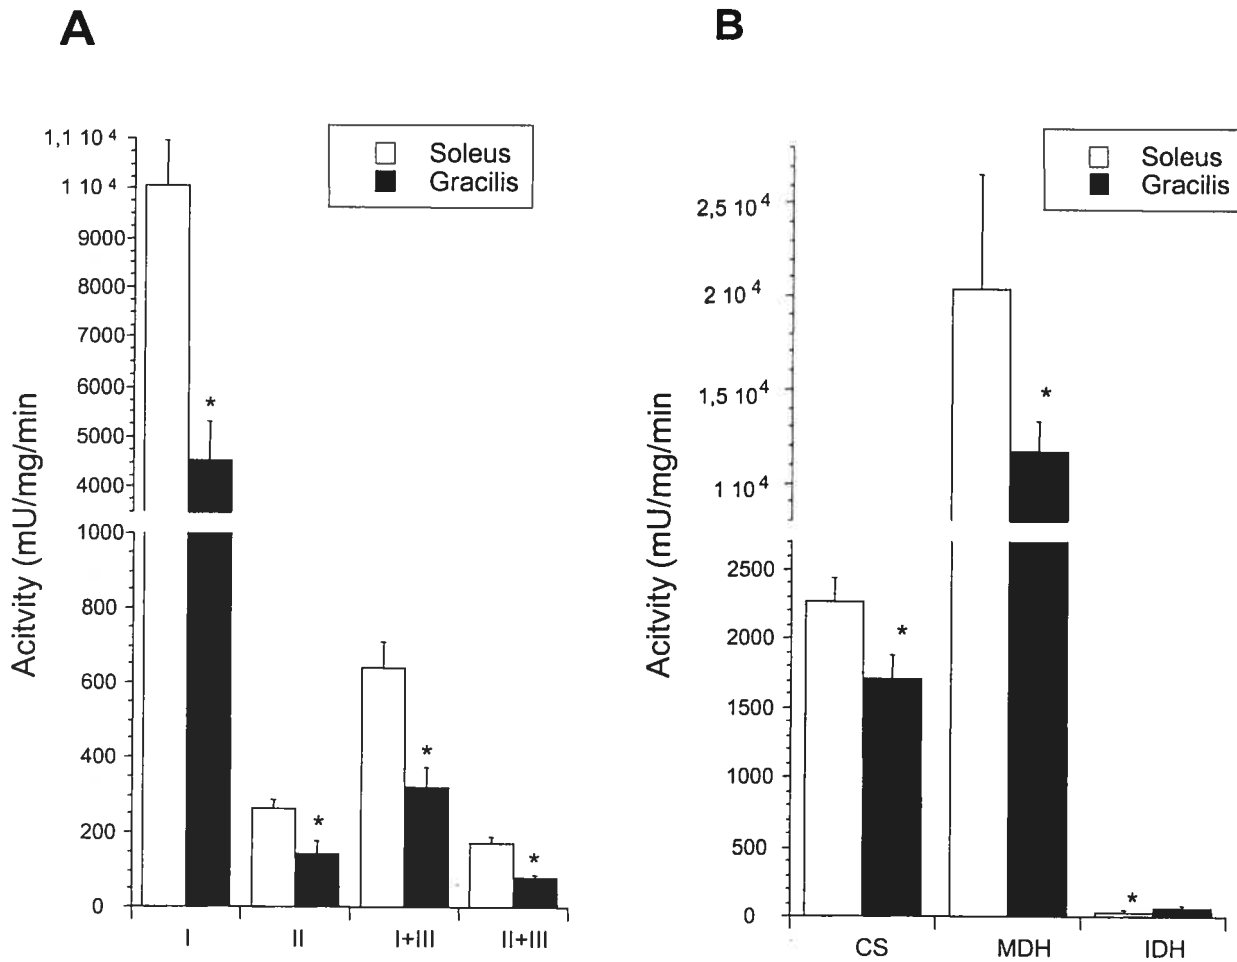 A
Acitvity (mU/mg/min)
1,1 10 4
1 10 4
9000
8000
7000
6000
5000
4000
1000
800
600
400
200
0
Soleus
Gracilis
*
*
*
*
I
II
I+III
II+III
B
Acitvity (mU/mg/min)
2,5 10 4
2 10 4
1,5 10 4
1 10 4
2500
2000
1500
1000
500
0
Soleus
Gracilis
*
*
*
CS
MDH
IDH